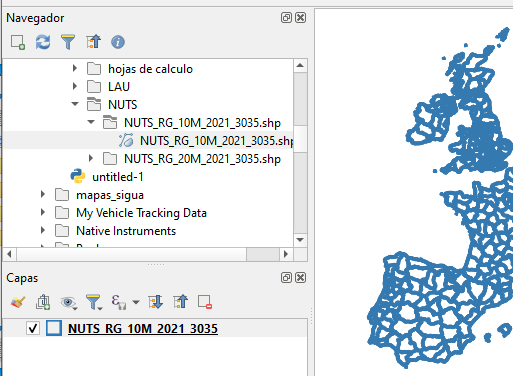 Navegador
hojas de calculo
LAU
NUTS
NUTS_RG_10M_2021_3035.shp
NUTS_RG_10M_2021_3035.shp
NUTS_RG_20M_2021_3035.shp
untitled-1
mapas_sigua
My Vehicle Tracking Data
Native Instruments
Capas
NUTS_RG_10M_2021_3035